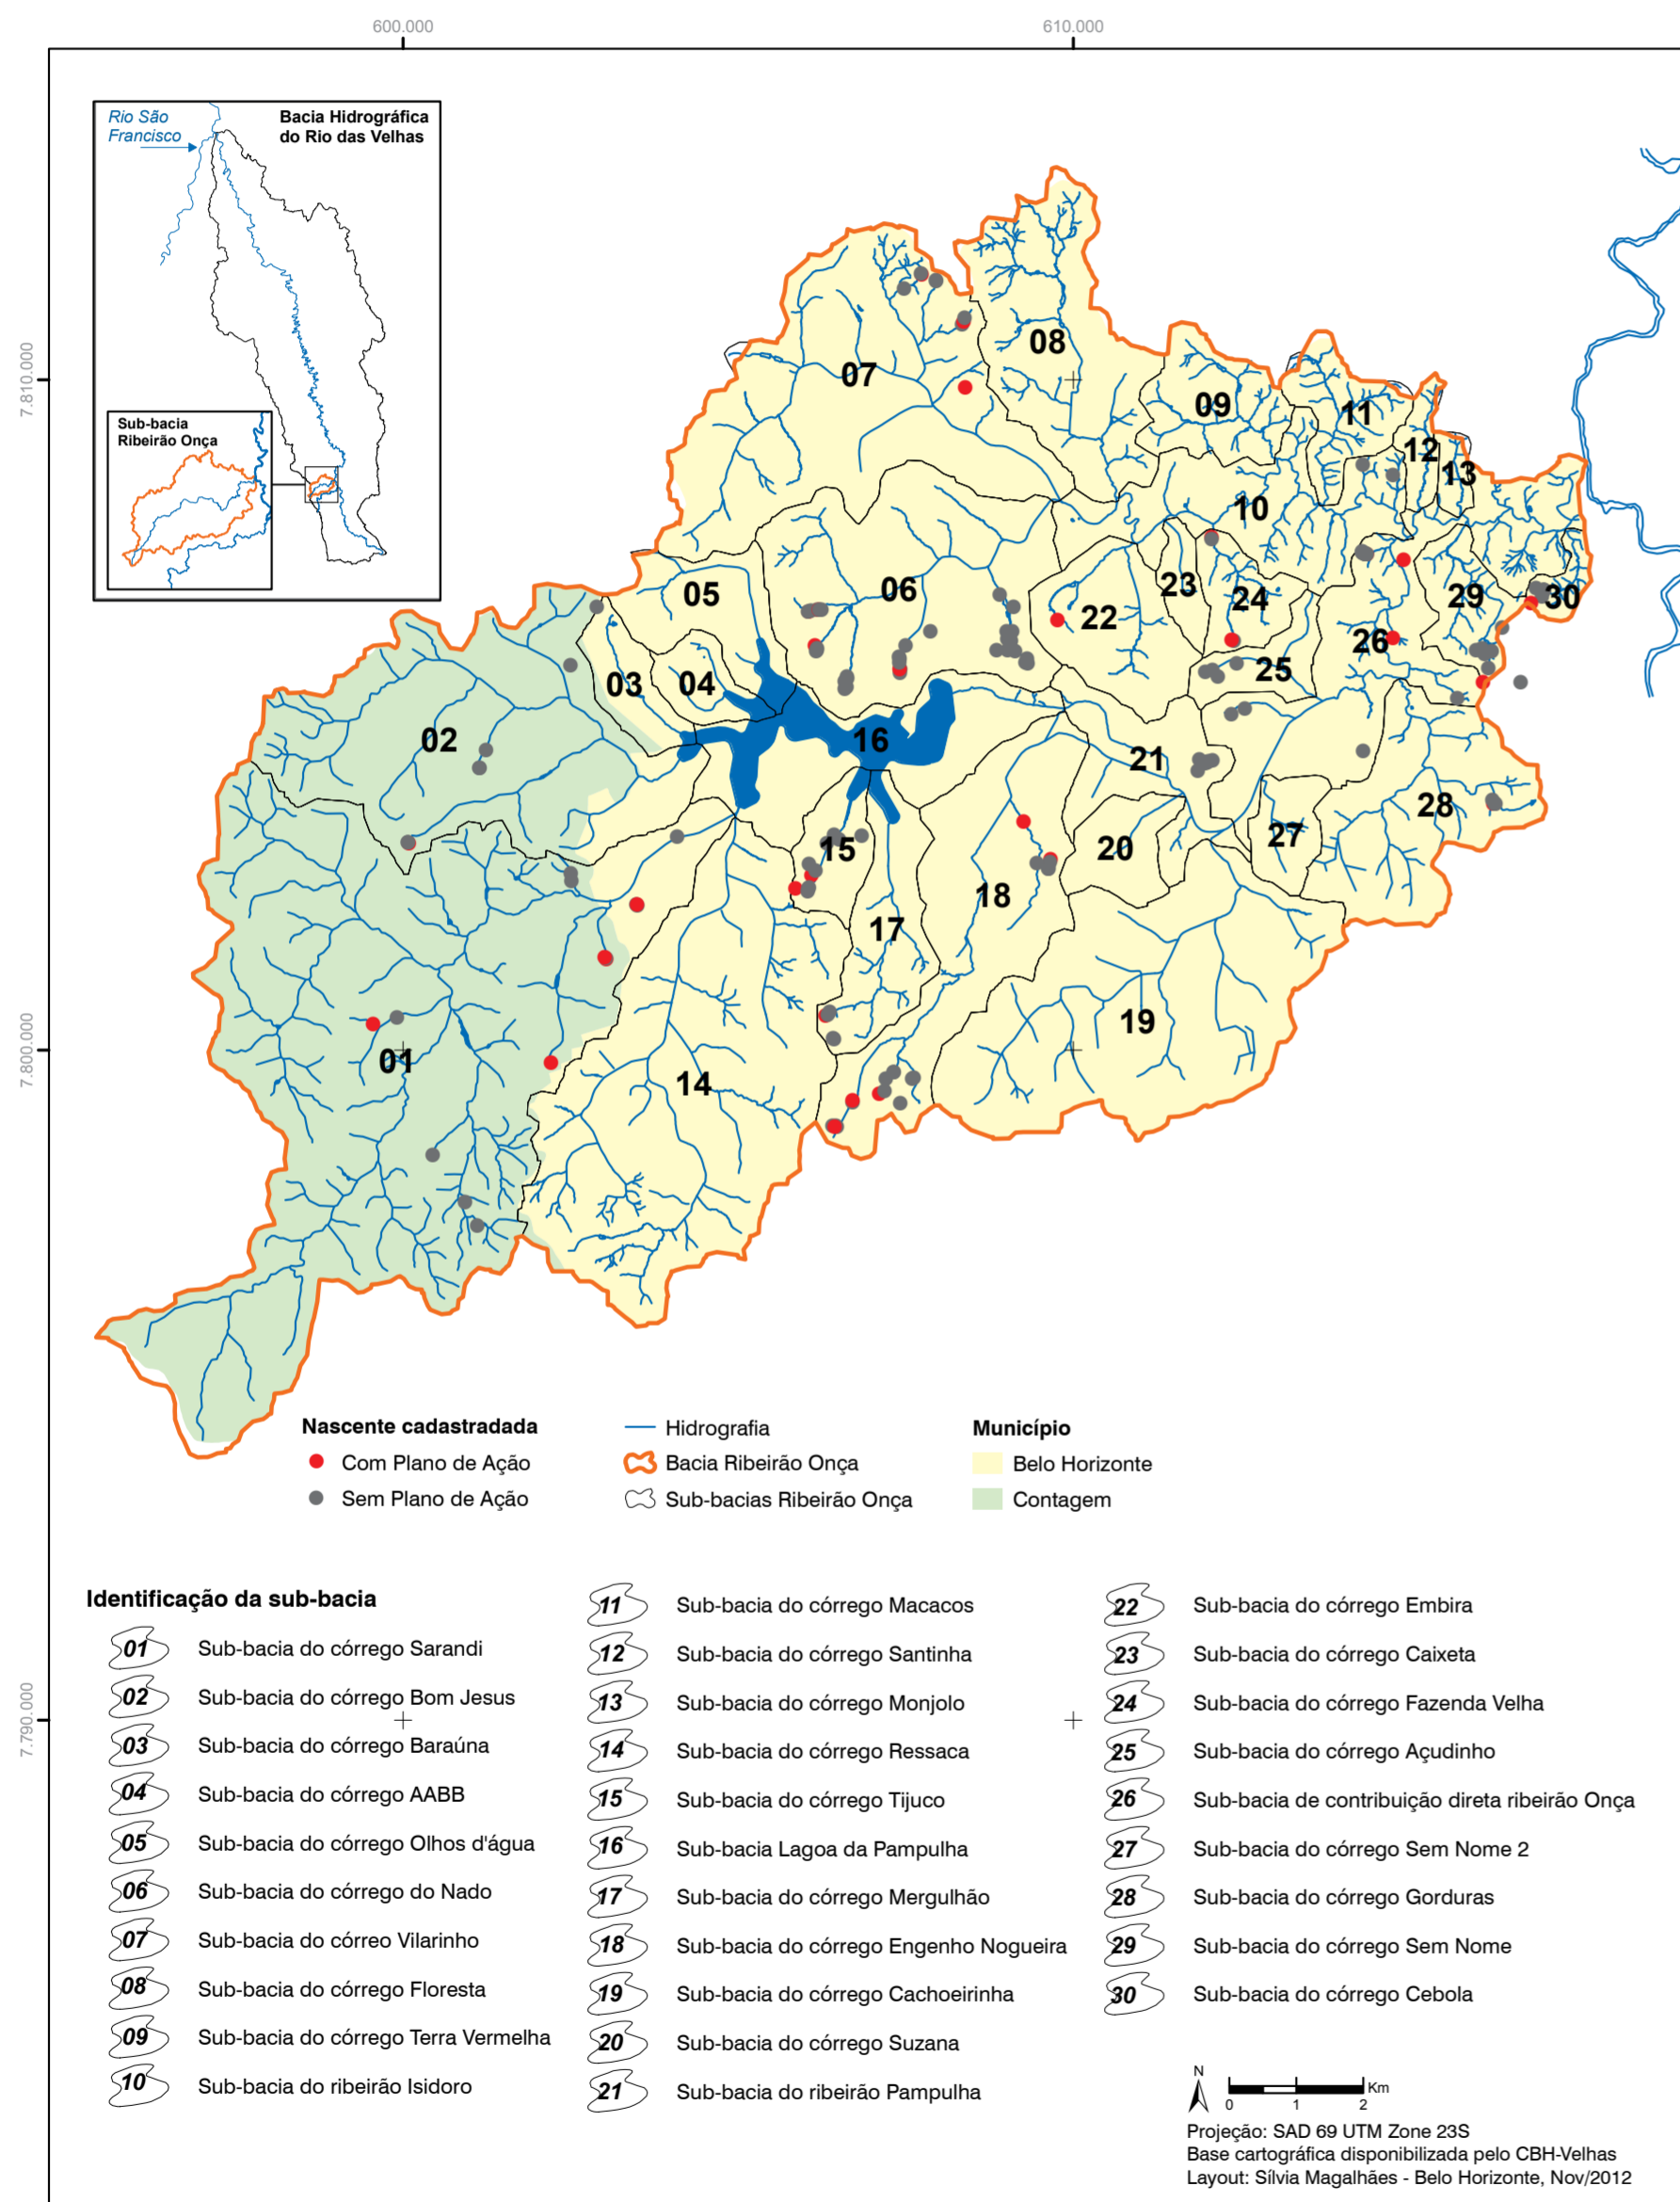 600.000
610.000
7.810.000
7.800.000
7.790.000
Rio São
Francisco
Bacia Hidrográfica
do Rio das Velhas
Sub-bacia
Ribeirão Onça
08
07
09
11
12
13
10
05
06
23
24
22
29
30
26
25
03
04
02
16
21
28
27
15
20
18
17
19
01
14
Nascente cadastradada
Com Plano de Ação
Sem Plano de Ação
Hidrografia
Bacia Ribeirão Onça
Sub-bacias Ribeirão Onça
Município
Belo Horizonte
Contagem
Identificação da sub-bacia
01 Sub-bacia do córrego Sarandi
02 Sub-bacia do córrego Bom Jesus
03 Sub-bacia do córrego Baraúna
04 Sub-bacia do córrego AABB
05 Sub-bacia do córrego Olhos d'água
06 Sub-bacia do córrego do Nado
07 Sub-bacia do córreo Vilarinho
08 Sub-bacia do córrego Floresta
09 Sub-bacia do córrego Terra Vermelha
10 Sub-bacia do ribeirão Isidoro
11 Sub-bacia do córrego Macacos
12 Sub-bacia do córrego Santinha
13 Sub-bacia do córrego Monjolo
14 Sub-bacia do córrego Ressaca
15 Sub-bacia do córrego Tijuco
16 Sub-bacia Lagoa da Pampulha
17 Sub-bacia do córrego Mergulhão
18 Sub-bacia do córrego Engenho Nogueira
19 Sub-bacia do córrego Cachoeirinha
20 Sub-bacia do córrego Suzana
21 Sub-bacia do ribeirão Pampulha
22 Sub-bacia do córrego Embira
23 Sub-bacia do córrego Caixeta
24 Sub-bacia do córrego Fazenda Velha
25 Sub-bacia do córrego Açudinho
26 Sub-bacia de contribuição direta ribeirão Onça
27 Sub-bacia do córrego Sem Nome 2
28 Sub-bacia do córrego Gorduras
29 Sub-bacia do córrego Sem Nome
30 Sub-bacia do córrego Cebola
N
Km
0 1 2
Projeção: SAD 69 UTM Zone 23S
Base cartográfica disponibilizada pelo CBH-Velhas
Layout: Sílvia Magalhães - Belo Horizonte, Nov/2012